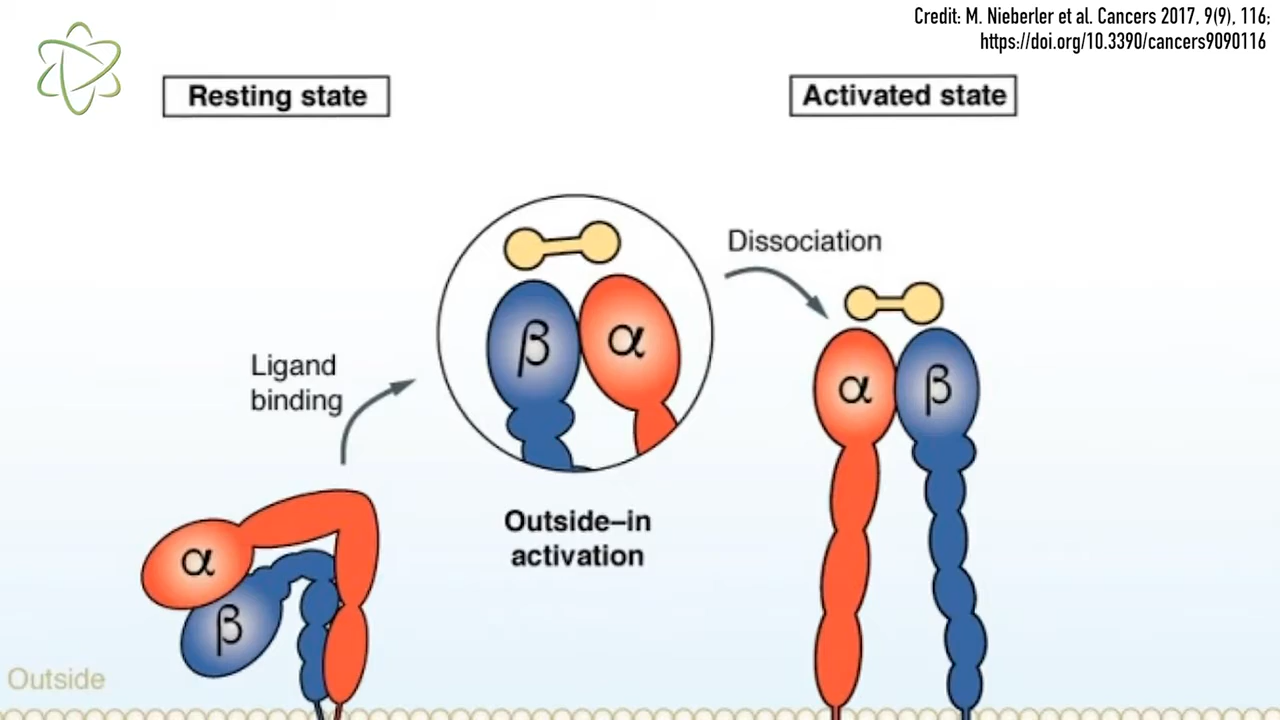 Credit: M. Nieberler et al. Cancers 2017, 9(9), 116;
https://doi.org/10.3390/cancers9090116
Resting state
Activated state
Dissociation
β
α
Ligand
binding
α
β
Outside–in
activation
α
β
Outside